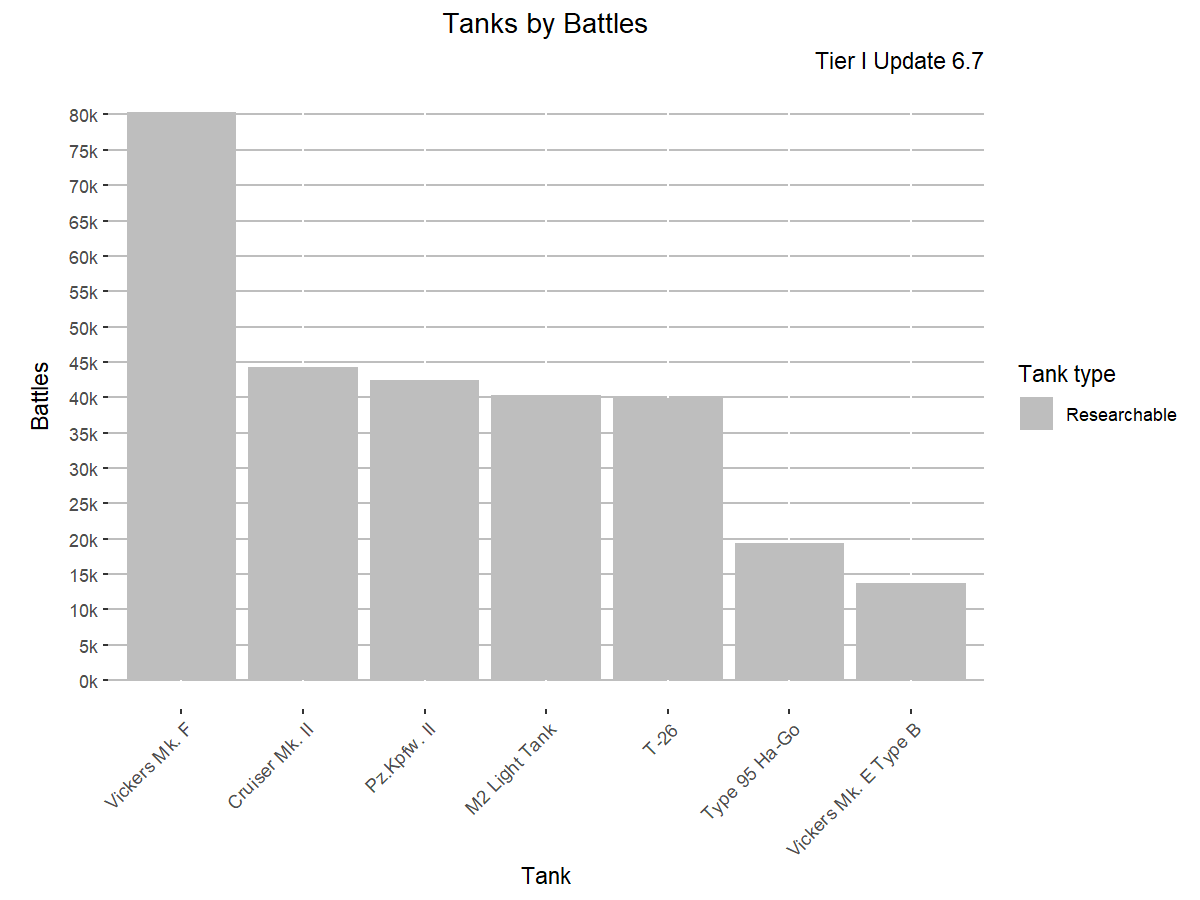 Tanks by Battles
Tier I Update 6.7
80k
75k
70k
65k
60k
55k
50k
45k
40k
35k
30k
25k
20k
15k
10k
5k
0k
Battles
Vickers Mk. F
Cruiser Mk. II
Pz.Kpfw. II
M2 Light Tank
T-26
Type 95 Ha-Go
Vickers Mk. E Type B
Tank
Tank type
Researchable